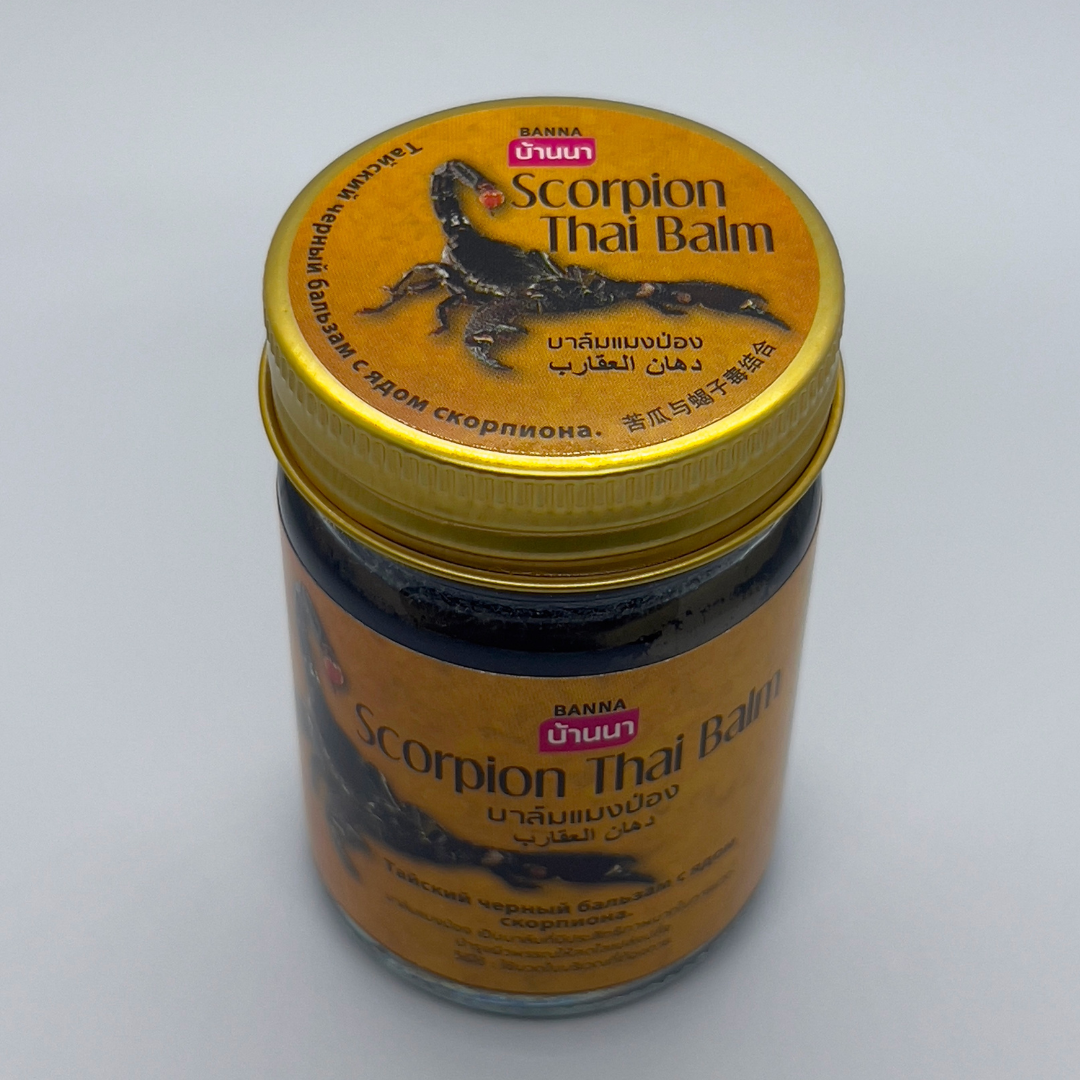 BANNA
บ้านนา
Scorpion
Thai Balm
บาล์มแมงป่อง
دهان العقارب
Тайский черный бальзам с ядом скорпиона.
苦瓜与蝎子毒结合
BANNA
บ้านนา
Scorpion Thai Balm
บาล์มแมงป่อง
دهان العقارب
Тайский черный бальзам с ядом
скорпиона.